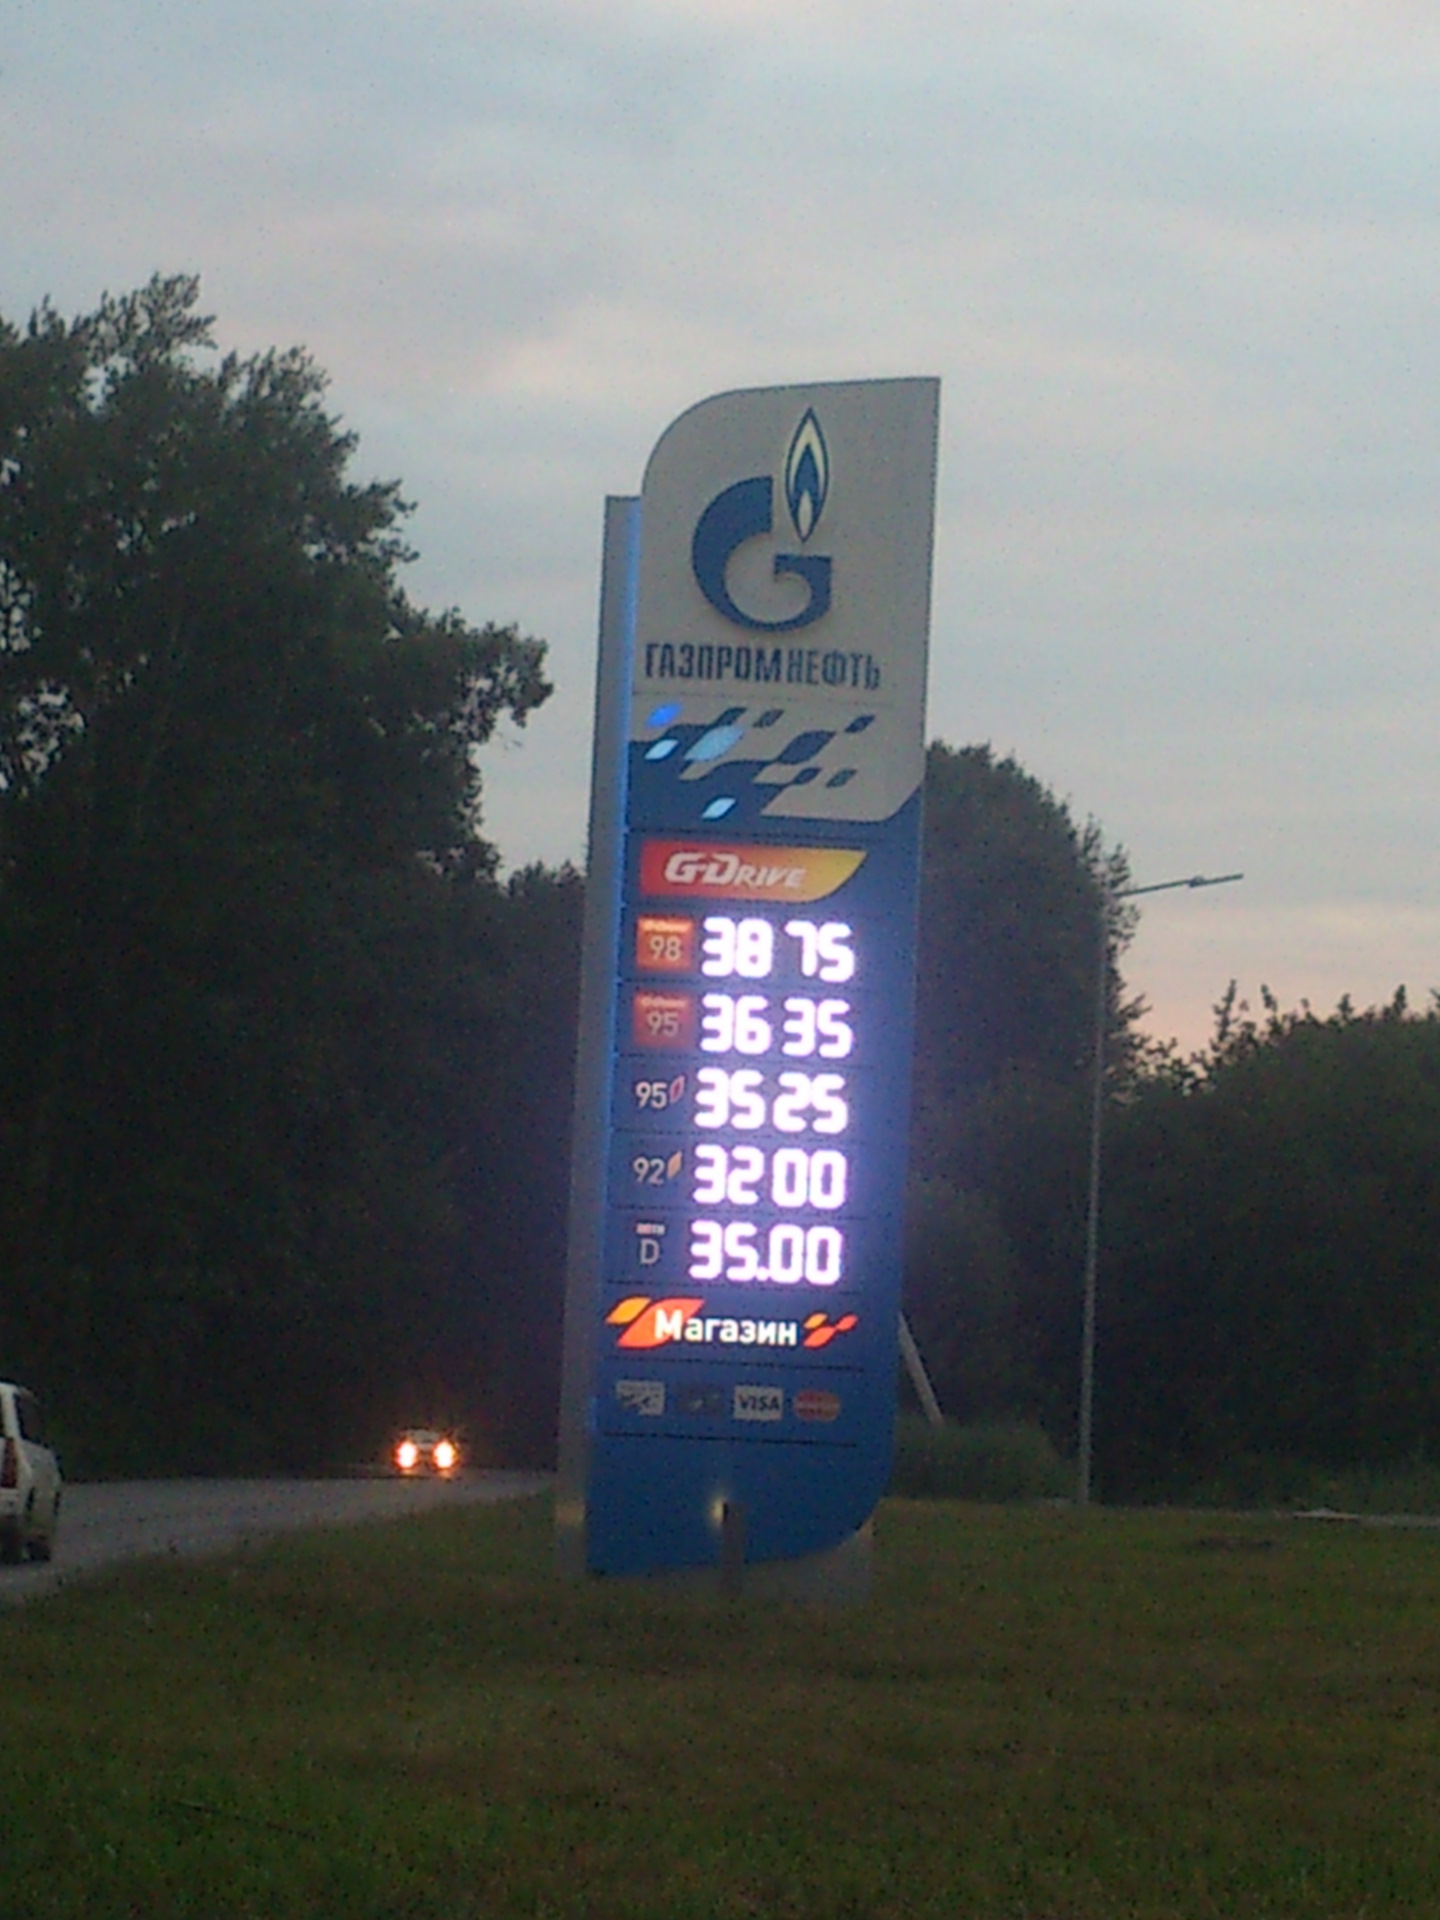 ГАЗПРОМНЕФТЬ
G-DRIVE
98 38 75
95 36 35
95 35 25
92 32 00
D 35.00
Магазин
VISA